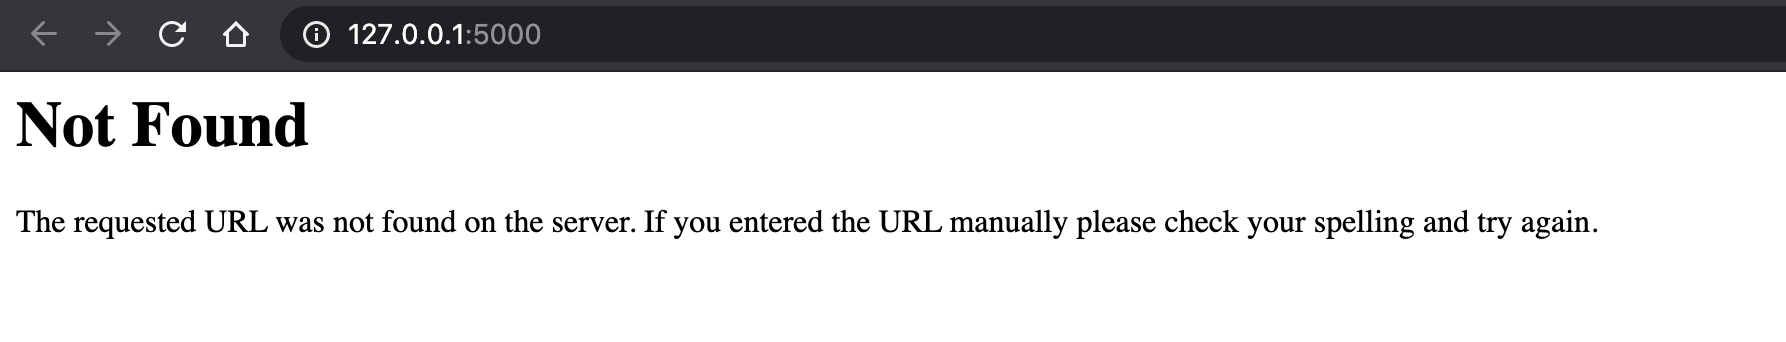 127.0.0.1:5000
Not Found
The requested URL was not found on the server. If you entered the URL manually please check your spelling and try again.